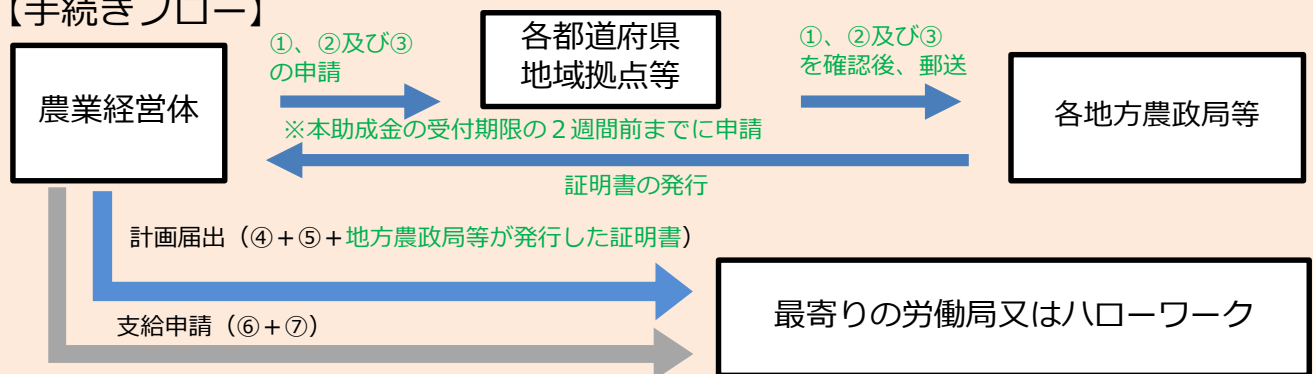 【手続きフロー】
農業経営体
①、②及び③
の申請
各都道府県
地域拠点等
①、②及び③
を確認後、郵送
各地方農政局等
※本助成金の受付期限の２週間前までに申請
証明書の発行
計画届出（④＋⑤＋地方農政局等が発行した証明書）
支給申請（⑥＋⑦）
最寄りの労働局又はハローワーク